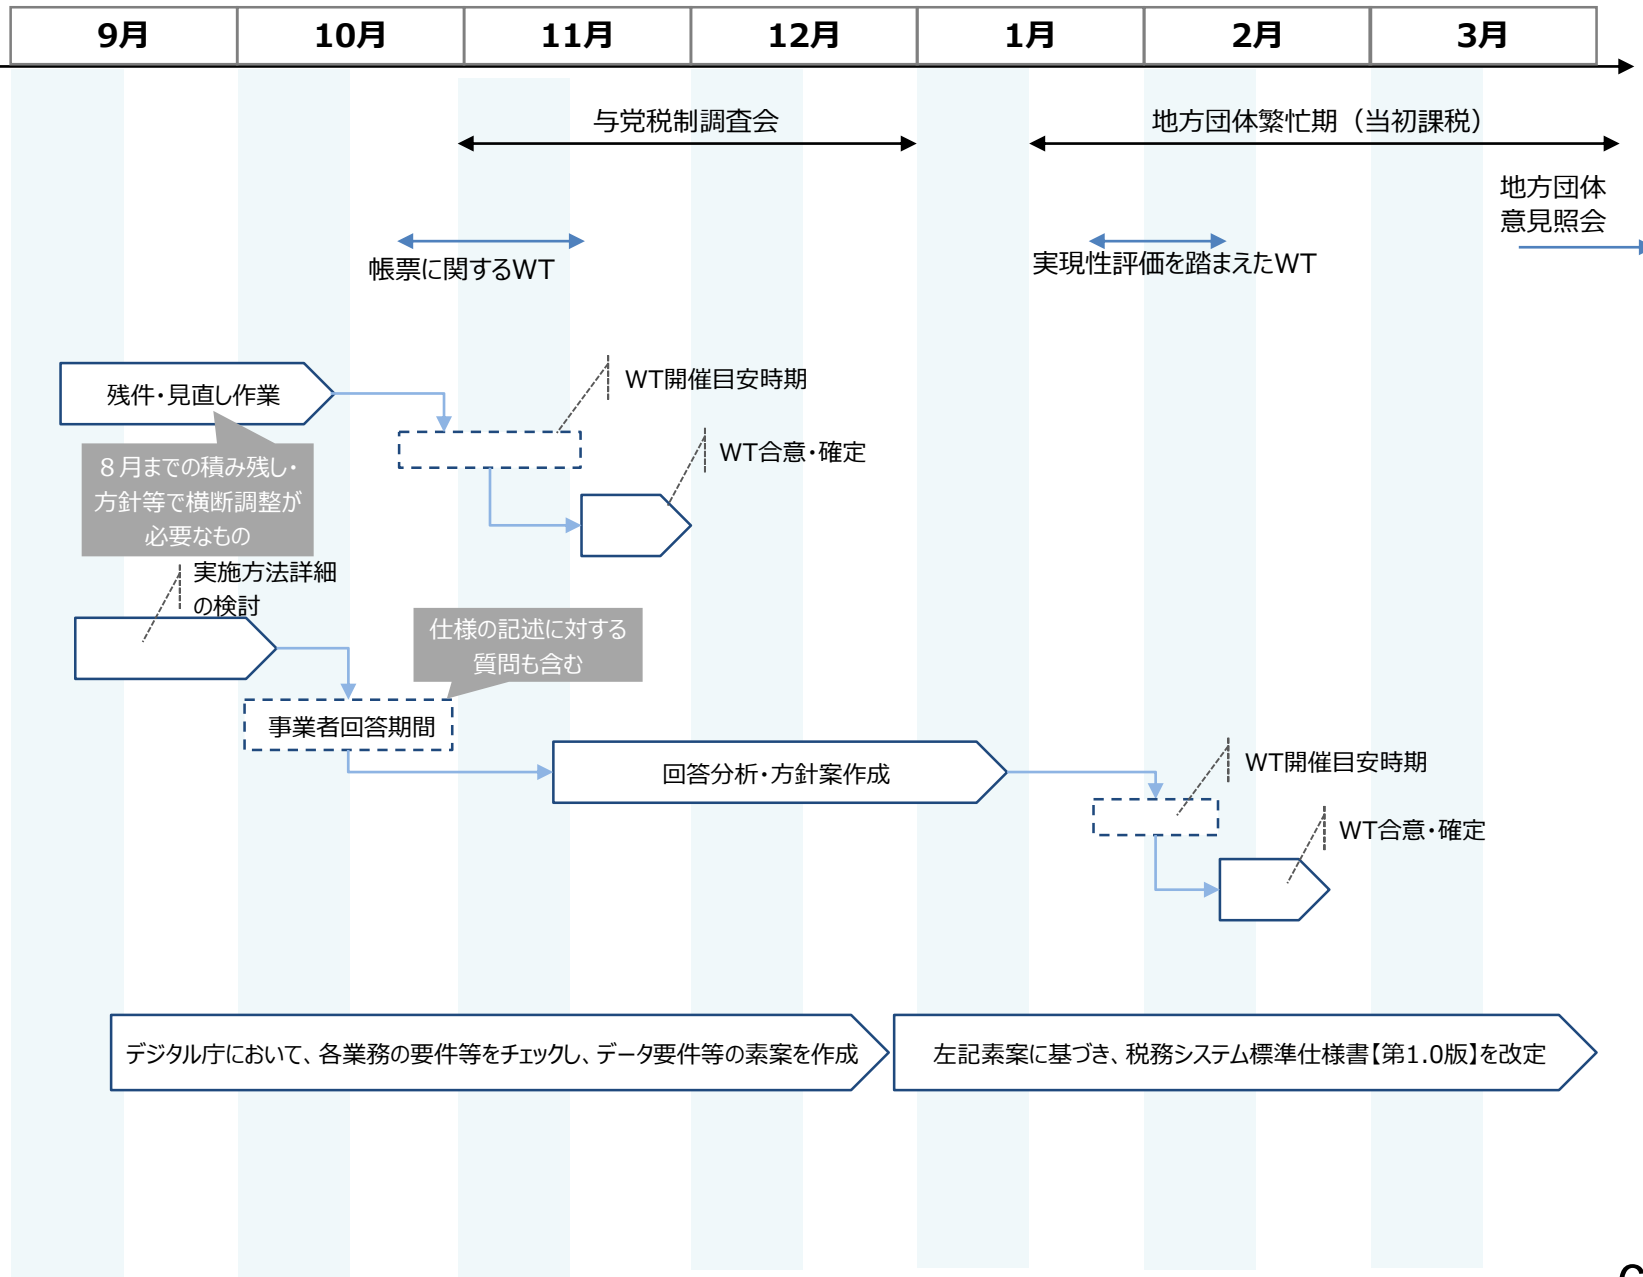 9月
10月
11月
12月
1月
2月
3月
与党税制調査会
地方団体繁忙期（当初課税）
地方団体
意見照会
帳票に関するWT
実現性評価を踏まえたWT
残件・見直し作業
WT開催目安時期
８月までの積み残し・
方針等で横断調整が
必要なもの
WT合意・確定
実施方法詳細
の検討
仕様の記述に対する
質問も含む
事業者回答期間
回答分析・方針案作成
WT開催目安時期
WT合意・確定
デジタル庁において、各業務の要件等をチェックし、データ要件等の素案を作成
左記素案に基づき、税務システム標準仕様書【第1.0版】を改定